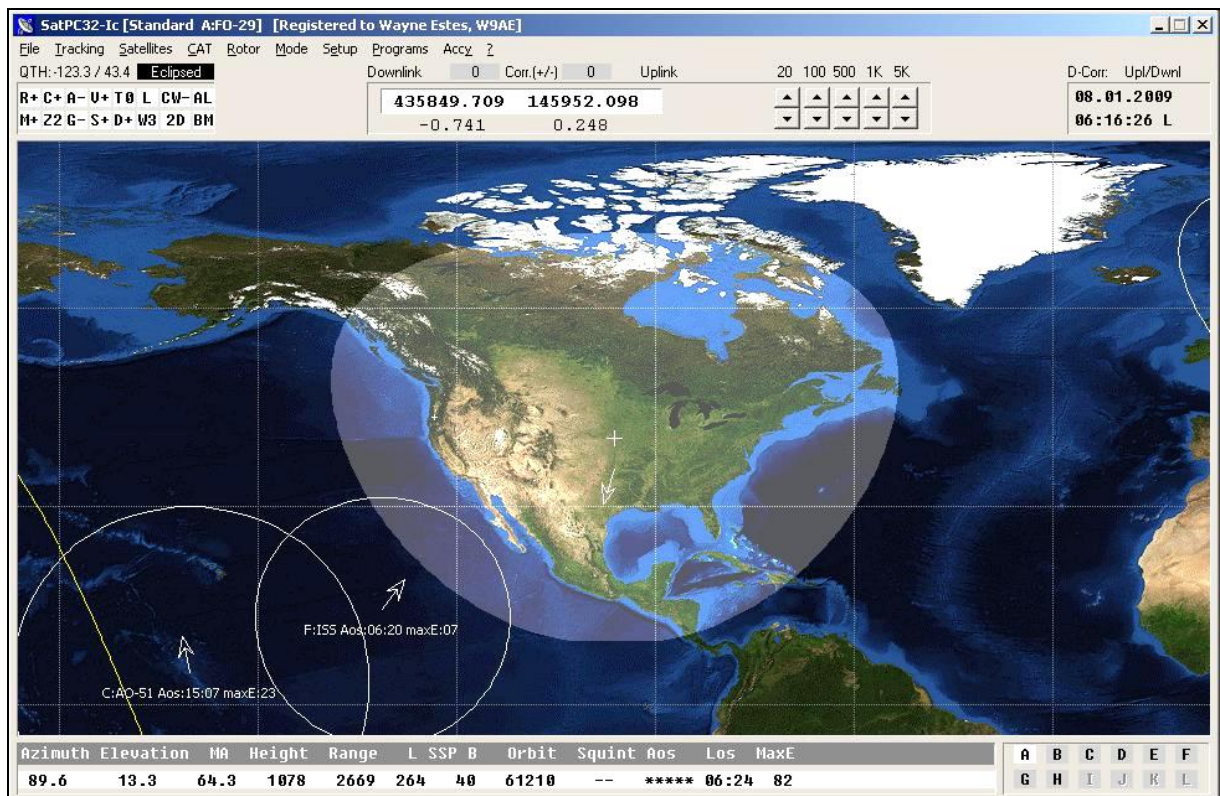 SatPC32-Ic [Standard A:FO-29] [Registered to Wayne Estes, W9AE]
File Tracking Satellites CAT Rotor Mode Setup Programs Accy ?
QTH:-123.3 / 43.4 Eclipsed Downlink 0 Corr.(+/-) 0 Uplink 20 100 500 1K 5K D-Corr: Upl/Dwnl
R+ C+ A- V+ T0 L CW- AL 435849.709 145952.098 08.01.2009
M+ Z2 G- S+ D+ W3 2D BM -0.741 0.248 06:16:26 L
F:ISS Aos:06:20 maxE:07
C:AO-51 Aos:15:07 maxE:23
Azimuth Elevation MA Height Range L SSP B Orbit Squint Aos Los MaxE A B C D E F
89.6 13.3 64.3 1078 2669 264 40 61210 -- ***** 06:24 82 G H I J K L